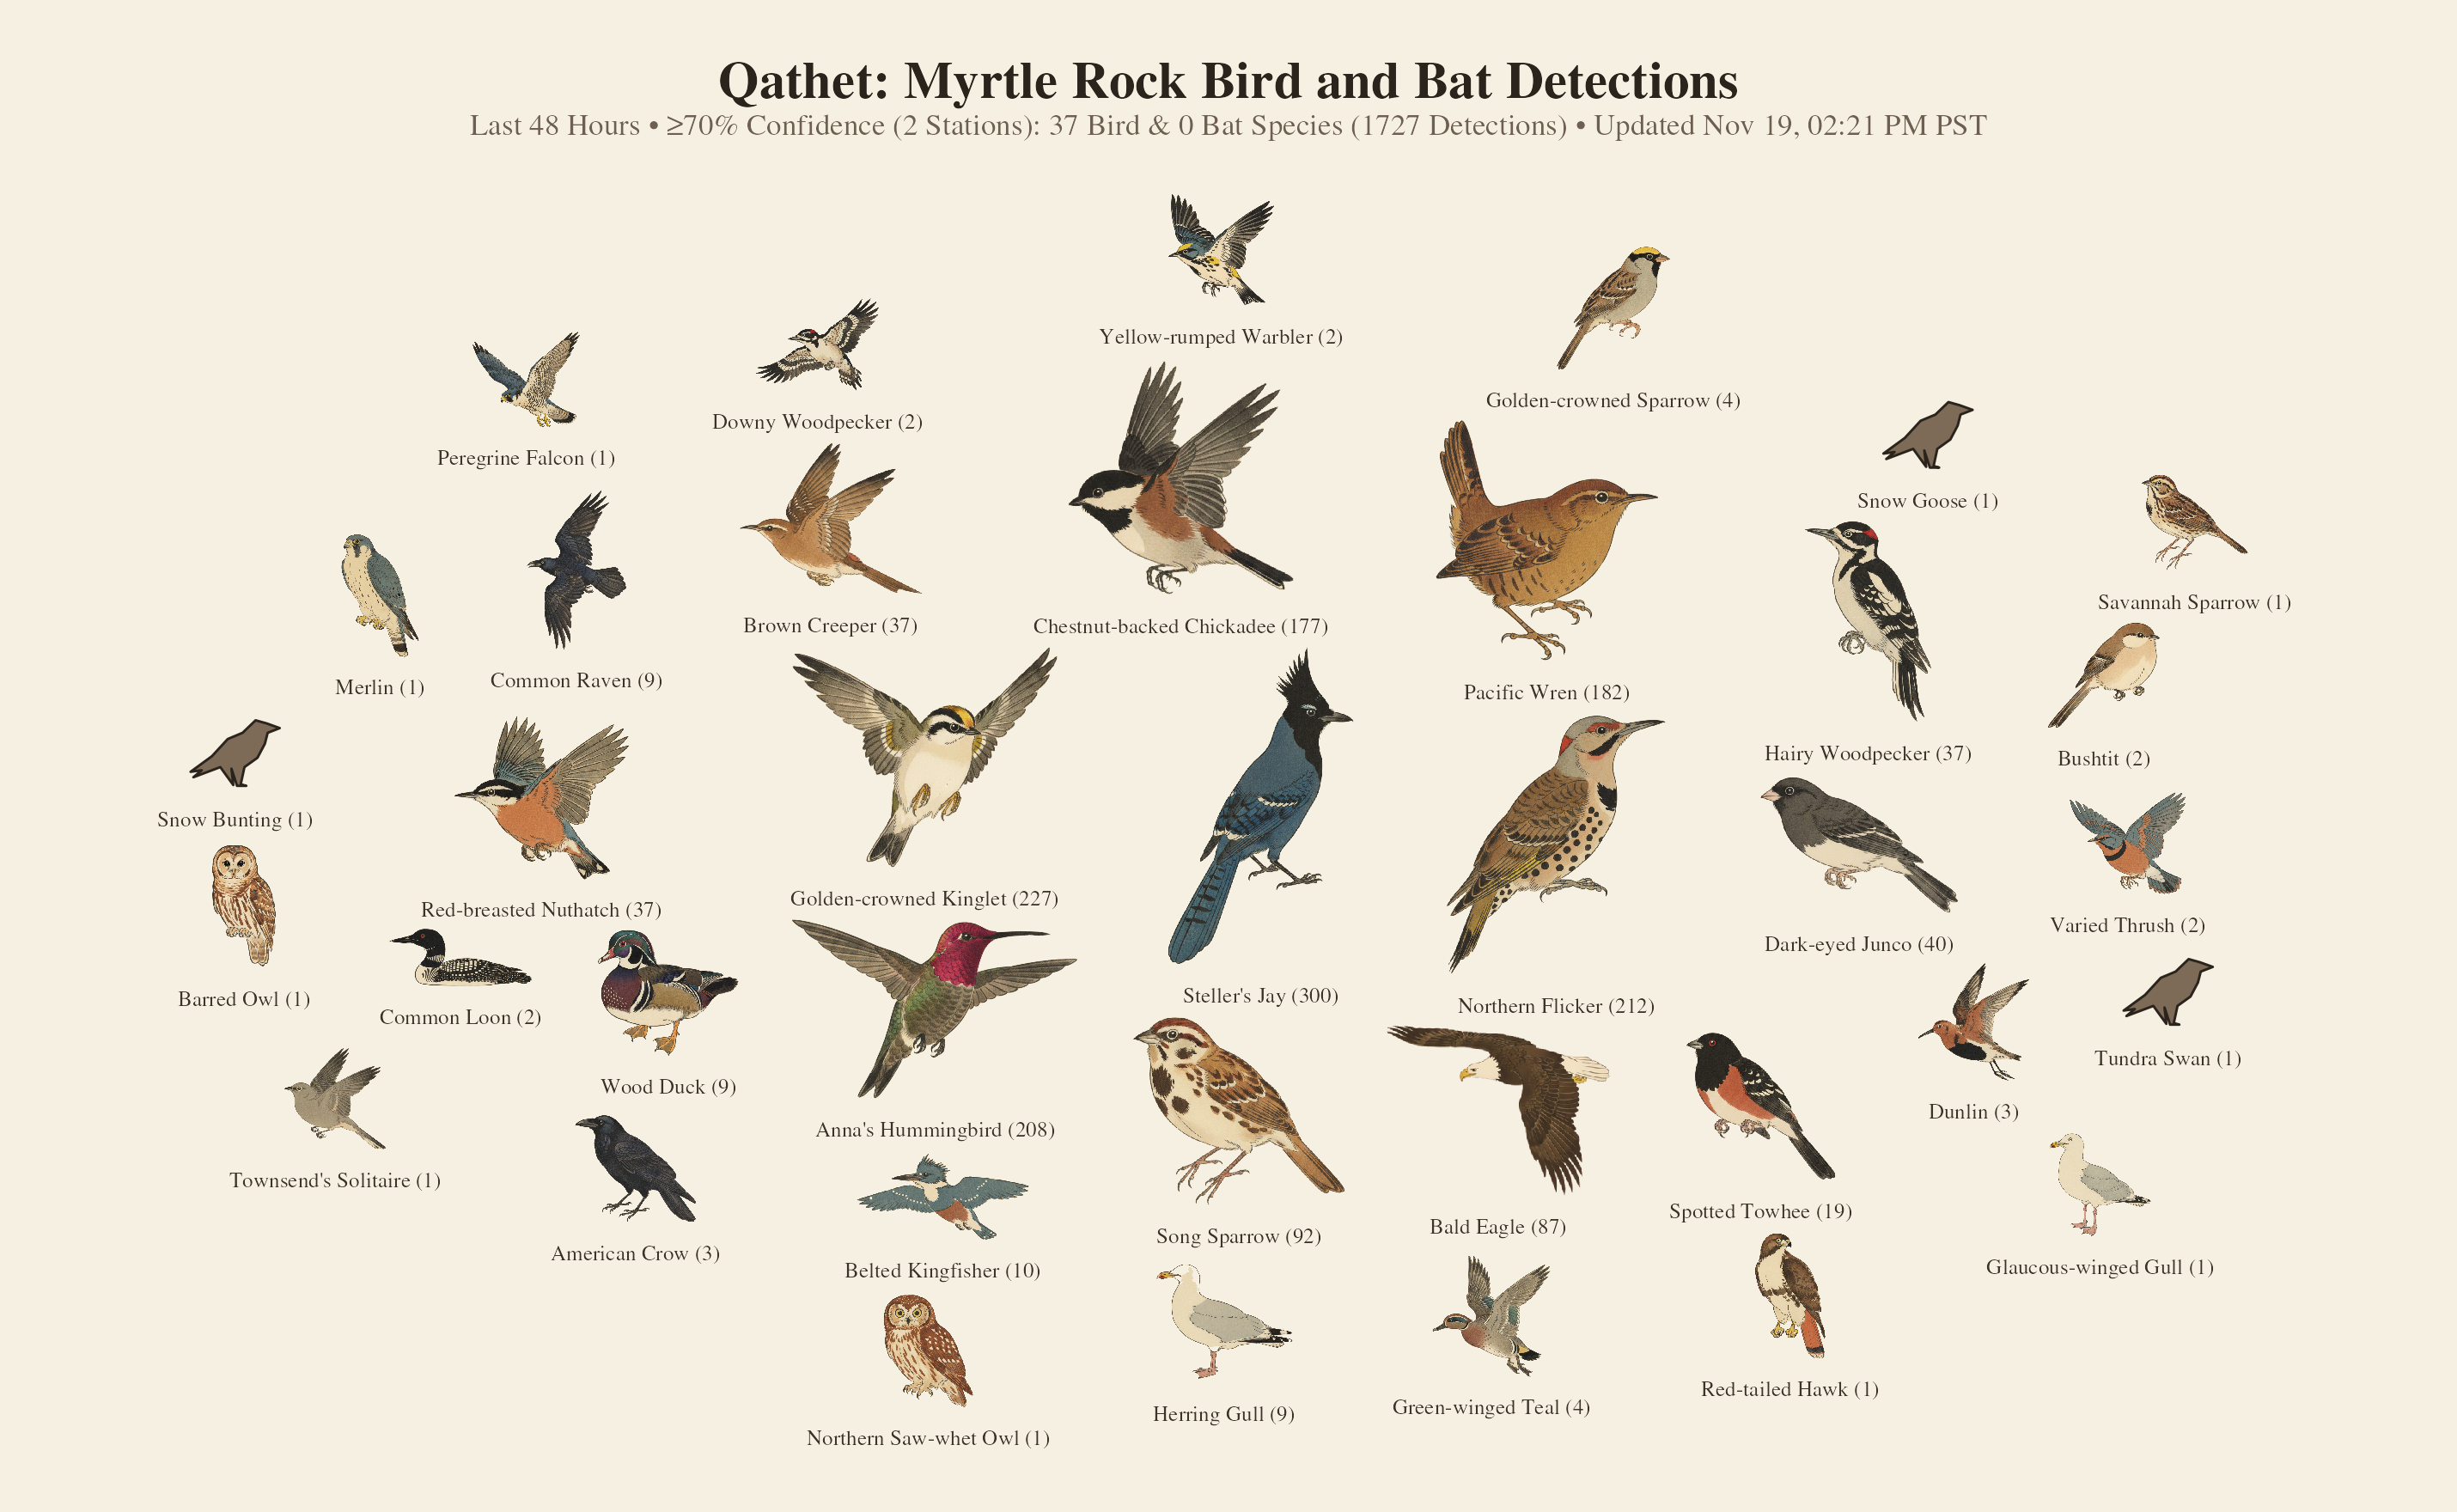 Qathet: Myrtle Rock Bird and Bat Detections
Last 48 Hours • ≥70% Confidence (2 Stations): 37 Bird & 0 Bat Species (1727 Detections) • Updated Nov 19, 02:21 PM PST
Yellow-rumped Warbler (2)
Golden-crowned Sparrow (4)
Downy Woodpecker (2)
Peregrine Falcon (1)
Snow Goose (1)
Savannah Sparrow (1)
Brown Creeper (37)
Chestnut-backed Chickadee (177)
Merlin (1)
Common Raven (9)
Pacific Wren (182)
Hairy Woodpecker (37)
Bushtit (2)
Snow Bunting (1)
Red-breasted Nuthatch (37)
Golden-crowned Kinglet (227)
Varied Thrush (2)
Dark-eyed Junco (40)
Barred Owl (1)
Common Loon (2)
Steller's Jay (300)
Northern Flicker (212)
Tundra Swan (1)
Wood Duck (9)
Dunlin (3)
Anna's Hummingbird (208)
Townsend's Solitaire (1)
Spotted Towhee (19)
Bald Eagle (87)
Song Sparrow (92)
American Crow (3)
Belted Kingfisher (10)
Glaucous-winged Gull (1)
Red-tailed Hawk (1)
Green-winged Teal (4)
Herring Gull (9)
Northern Saw-whet Owl (1)